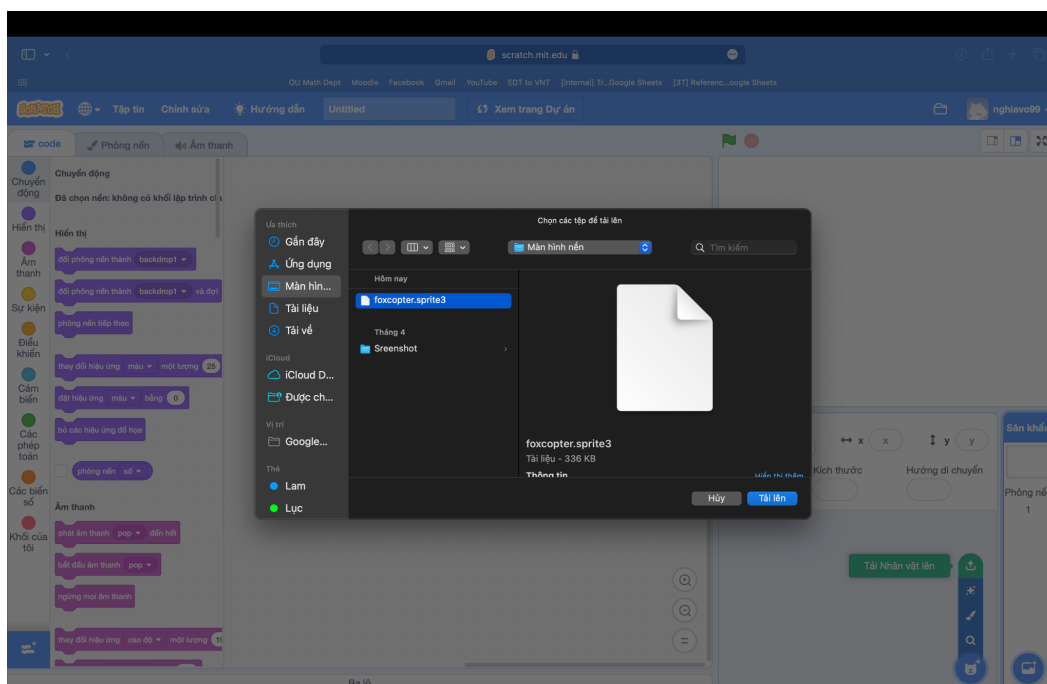 scratch.mit.edu
OU Math Dept Moodle Facebook Gmail YouTube EDT to VNT [Internal] Tr...Google Sheets [3T] Referenc...oogle Sheets
SCRATCH Tập tin Chỉnh sửa Hướng dẫn Untitled Xem trang Dự án nghiavo99
code Phông nền Âm thanh
Chuyển động
Hiển thị
Âm thanh
Sự kiện
Điều khiển
Cảm biến
Các phép toán
Các biến số
Khối của tôi
Chuyển động
Đã chọn nền: không có khối lập trình
Hiển thị
đổi phông nền thành backdrop1
đổi phông nền thành backdrop1 và đợi
phông nền tiếp theo
thay đổi hiệu ứng màu một lượng 25
đặt hiệu ứng màu bằng 0
bỏ các hiệu ứng đồ họa
phông nền số
Âm thanh
phát âm thanh pop đến hết
bắt đầu âm thanh pop
ngừng mọi âm thanh
thay đổi hiệu ứng cao độ một lượng
Chọn các tệp để tải lên
Ưa thích
Gần đây
Ứng dụng
Màn hìn...
Tài liệu
Tải về
iCloud
iCloud D...
Được ch...
Vị trí
Google...
Thẻ
Lam
Lục
Màn hình nền
Tìm kiếm
Hôm nay
foxcopter.sprite3
Tháng 4
Sreenshot
foxcopter.sprite3
Tài liệu - 336 KB
Thông tin Hiển thị thêm
Hủy Tải lên
x x y y
Kích thước Hướng di chuyển
Sân khấu
Phông nề
1
Tải Nhân vật lên
Ba lô